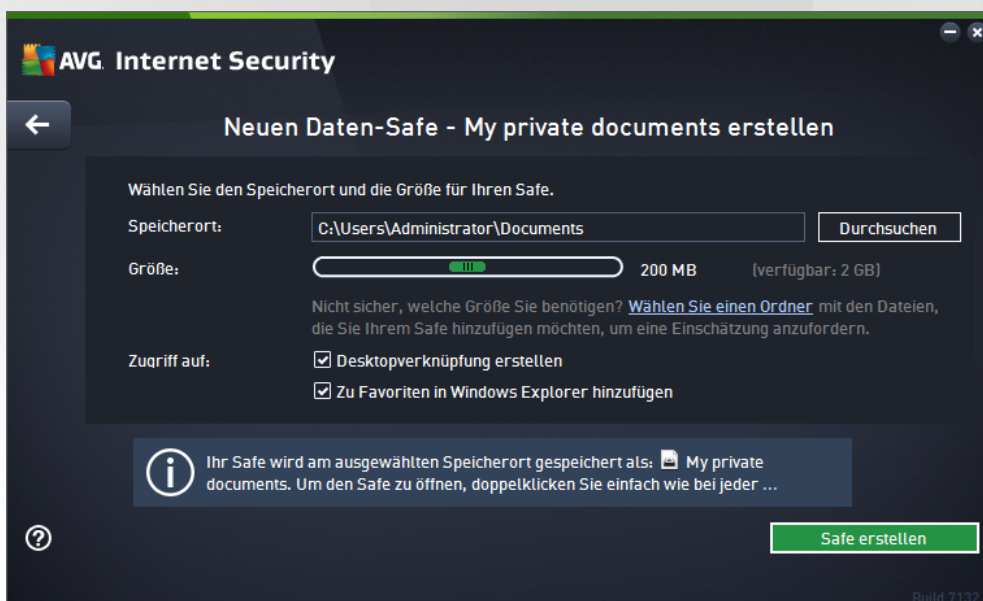 AVG Internet Security
Neuen Daten-Safe - My private documents erstellen
Wählen Sie den Speicherort und die Größe für Ihren Safe.
Speicherort: C:\Users\Administrator\Documents Durchsuchen
Größe: 200 MB (verfügbar: 2 GB)
Nicht sicher, welche Größe Sie benötigen? Wählen Sie einen Ordner mit den Dateien,
die Sie Ihrem Safe hinzufügen möchten, um eine Einschätzung anzufordern.
Zugriff auf: Desktopverknüpfung erstellen
Zu Favoriten in Windows Explorer hinzufügen
Ihr Safe wird am ausgewählten Speicherort gespeichert als: My private
documents. Um den Safe zu öffnen, doppelklicken Sie einfach wie bei jeder ...
Safe erstellen
Build 7132